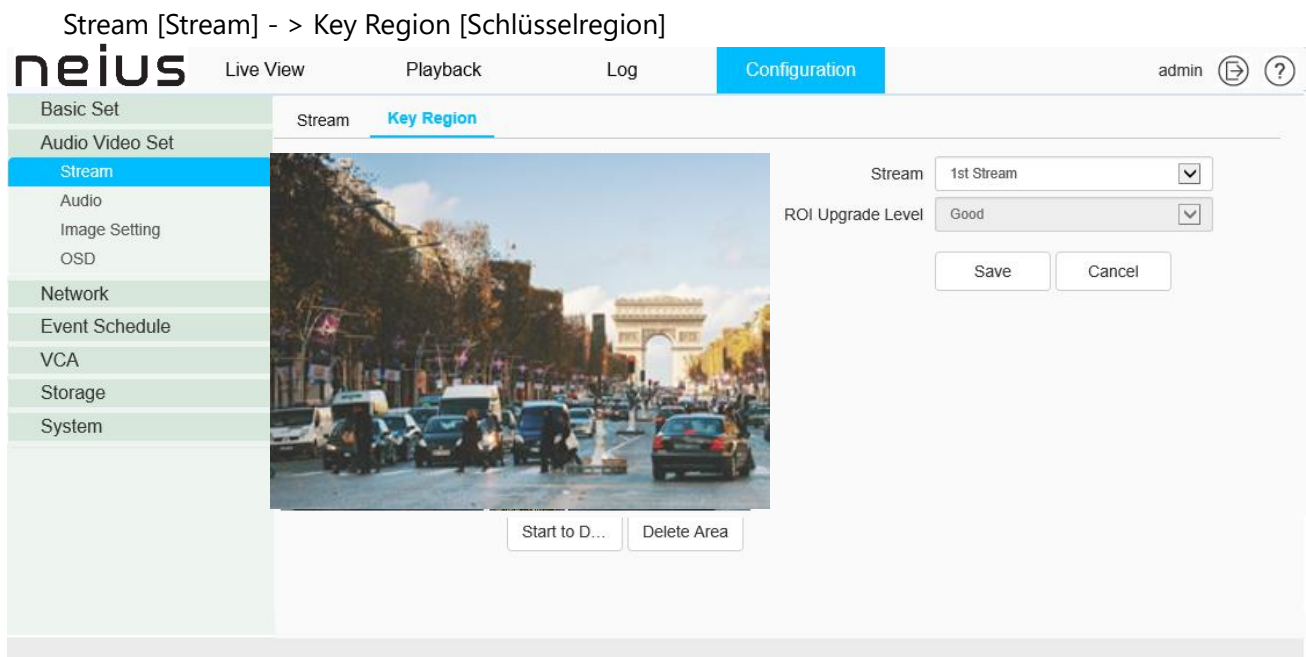 Stream [Stream] - > Key Region [Schlüsselregion]
neius Live View Playback Log Configuration admin ?
Basic Set
Stream Key Region
Audio Video Set
Stream
Audio
Image Setting
OSD
Network
Event Schedule
VCA
Storage
System
Stream 1st Stream
ROI Upgrade Level Good
Save Cancel
Start to D... Delete Area